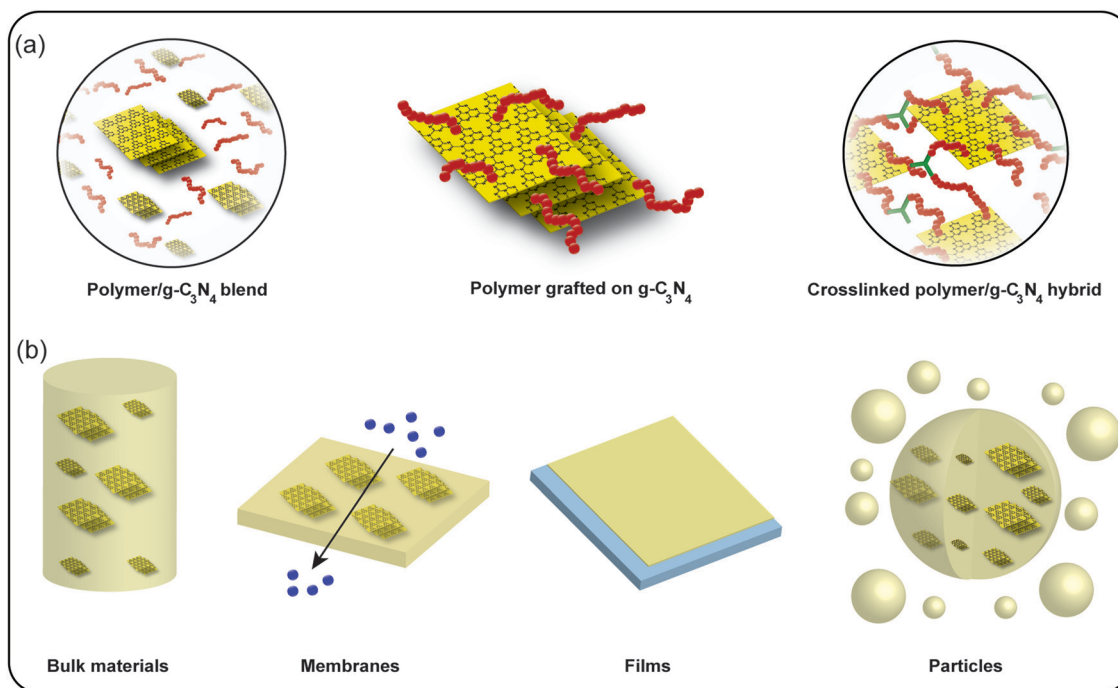 (a)
Polymer/g-C₃N₄ blend
Polymer grafted on g-C₃N₄
Crosslinked polymer/g-C₃N₄ hybrid
(b)
Bulk materials
Membranes
Films
Particles